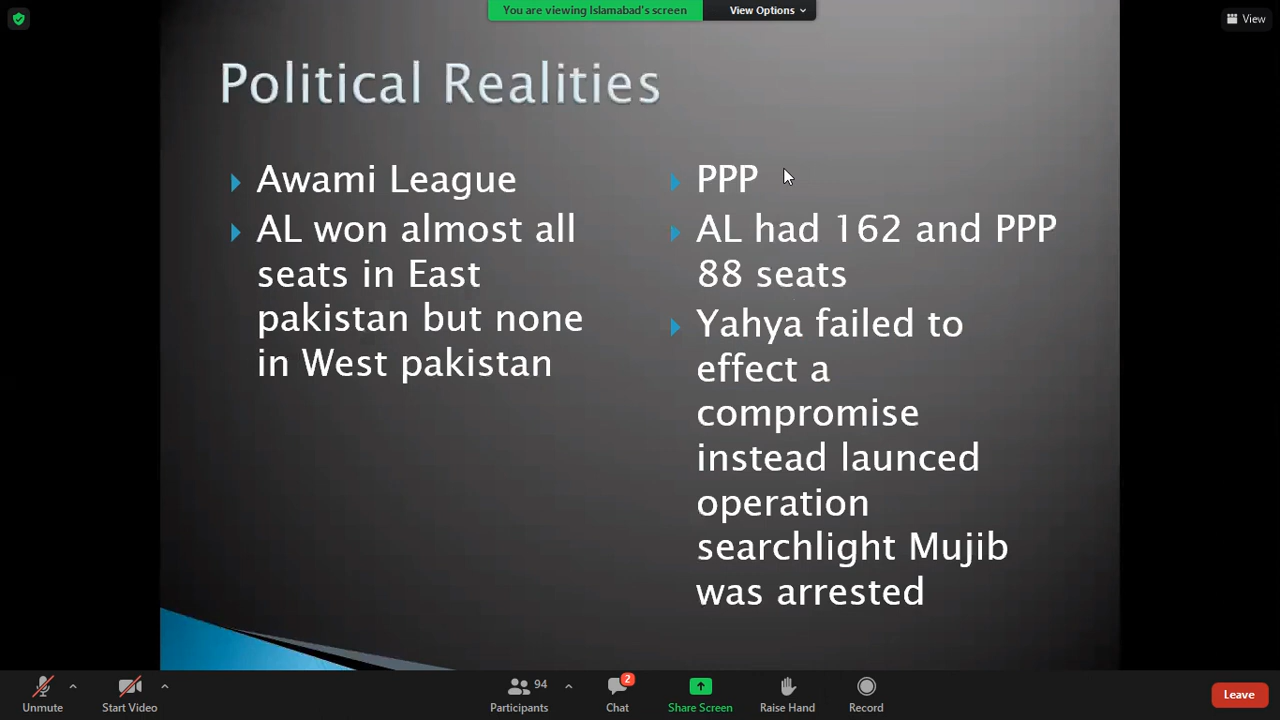 You are viewing Islamabad's screen
View Options
View
Political Realities
Awami League
AL won almost all
seats in East
pakistan but none
in West pakistan
PPP
AL had 162 and PPP
88 seats
Yahya failed to
effect a
compromise
instead launced
operation
searchlight Mujib
was arrested
Unmute
Start Video
94
Participants
2
Chat
Share Screen
Raise Hand
Record
Leave